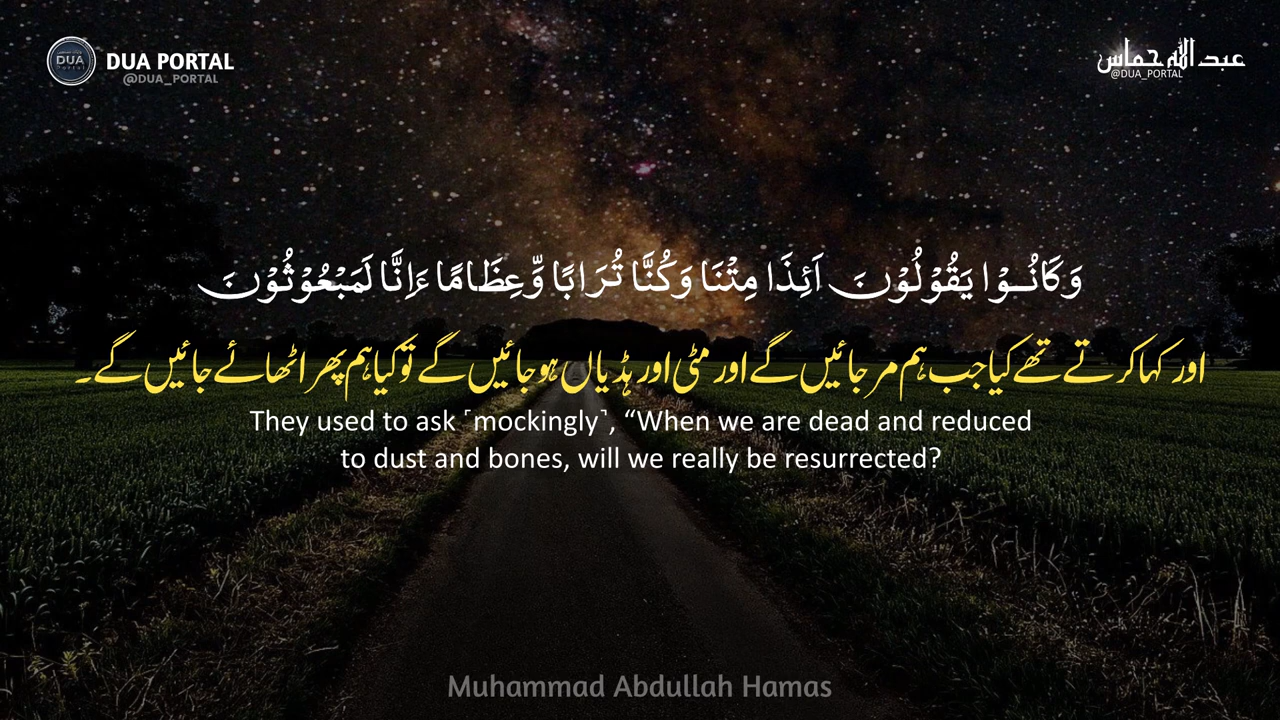 DUA
Portal
DUA PORTAL
@DUA_PORTAL
عبد الله حماس
@DUA_PORTAL
وَكَانُـوْا يَقُوْلُوْنَ اَئِذَا مِتْنَا وَكُنَّا تُرَابًا وَّعِظَامًا ءَاِنَّا لَمَبْعُوْثُوْنَ
اور کہا کرتے تھے کیا جب ہم مر جائیں گے اور مٹی اور ہڈیاں ہو جائیں گے تو کیا ہم پھر اٹھائے جائیں گے۔
They used to ask ˹mockingly˺, “When we are dead and reduced
to dust and bones, will we really be resurrected?
Muhammad Abdullah Hamas